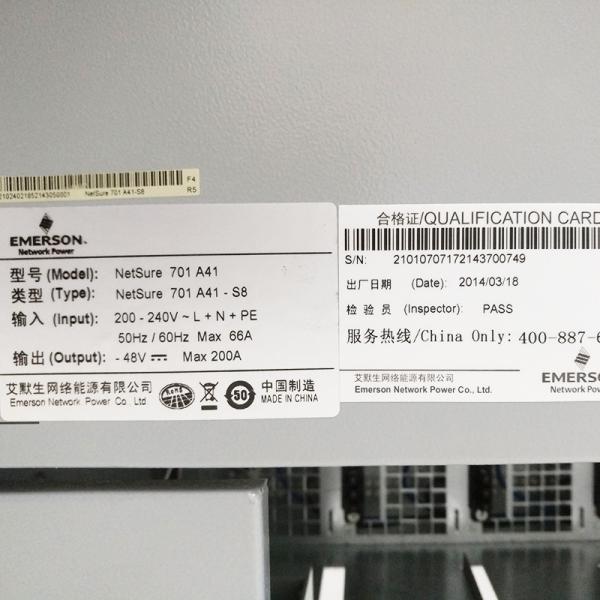 NetSure 701 A41-S8
F4
R5
EMERSON
Network Power
型号(Model): NetSure 701 A41
类型(Type): NetSure 701 A41 - S8
输入(Input): 200 - 240V ~ L + N + PE
50Hz / 60Hz Max 66A
输出(Output): - 48V ⎓ Max 200A
艾默生网络能源有限公司
Emerson Network Power Co., Ltd.
50
中国制造
MADE IN CHINA
合格证/QUALIFICATION CARD
S/N: 21010707172143700749
出厂日期 (Date): 2014/03/18
检 验 员 (Inspector): PASS
服务热线/China Only: 400-887-6
艾默生网络能源有限公司
Emerson Network Power Co., Ltd.
EMERSON
Network Power